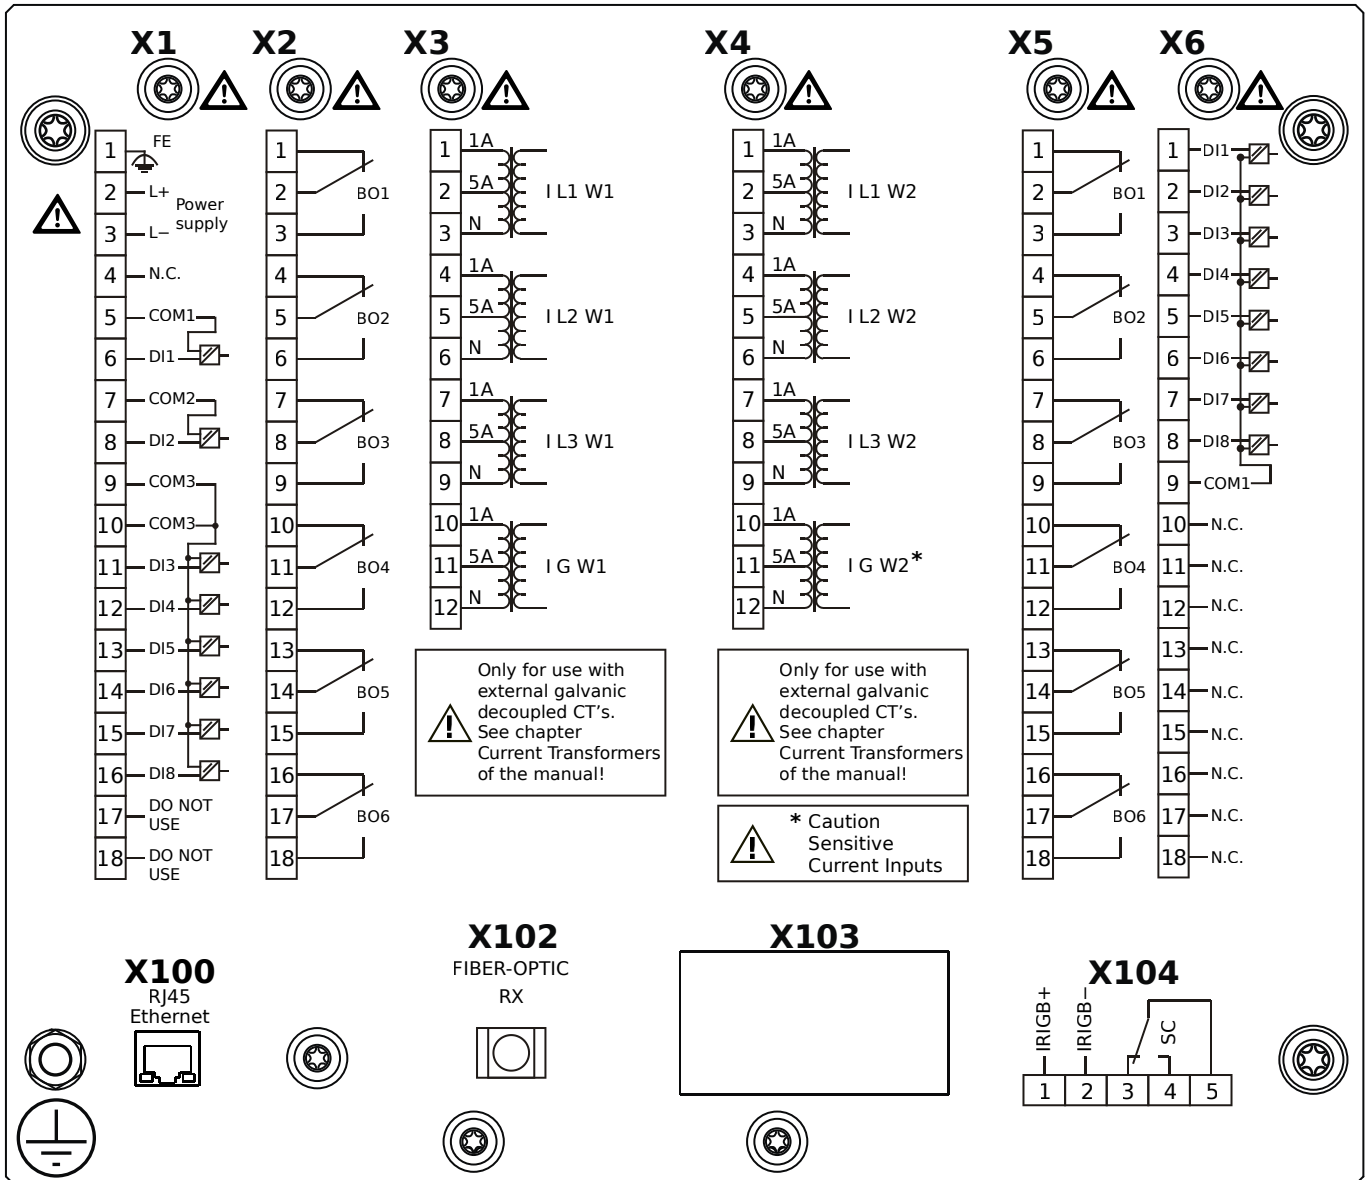 X1 X2 X3 X4 X5 X6
1 FE
2 L+
Power
supply
3 L−
4 N.C.
5 COM1
6 DI1
7 COM2
8 DI2
9 COM3
10 COM3
11 DI3
12 DI4
13 DI5
14 DI6
15 DI7
16 DI8
17 DO NOT
USE
18 DO NOT
USE
1
2 BO1
3
4
5 BO2
6
7
8 BO3
9
10
11 BO4
12
13
14 BO5
15
16
17 BO6
18
1 1A
2 5A I L1 W1
3 N
4 1A
5 5A I L2 W1
6 N
7 1A
8 5A I L3 W1
9 N
10 1A
11 5A I G W1
12 N
Only for use with
external galvanic
decoupled CT’s.
See chapter
Current Transformers
of the manual!
1 1A
2 5A I L1 W2
3 N
4 1A
5 5A I L2 W2
6 N
7 1A
8 5A I L3 W2
9 N
10 1A
11 5A I G W2*
12 N
Only for use with
external galvanic
decoupled CT’s.
See chapter
Current Transformers
of the manual!
* Caution
Sensitive
Current Inputs
1
2 BO1
3
4
5 BO2
6
7
8 BO3
9
10
11 BO4
12
13
14 BO5
15
16
17 BO6
18
1 DI1
2 DI2
3 DI3
4 DI4
5 DI5
6 DI6
7 DI7
8 DI8
9 COM1
10 N.C.
11 N.C.
12 N.C.
13 N.C.
14 N.C.
15 N.C.
16 N.C.
17 N.C.
18 N.C.
X100
RJ45
Ethernet
X102
FIBER-OPTIC
RX
X103
X104
IRIGB+
IRIGB−
SC
1 2 3 4 5